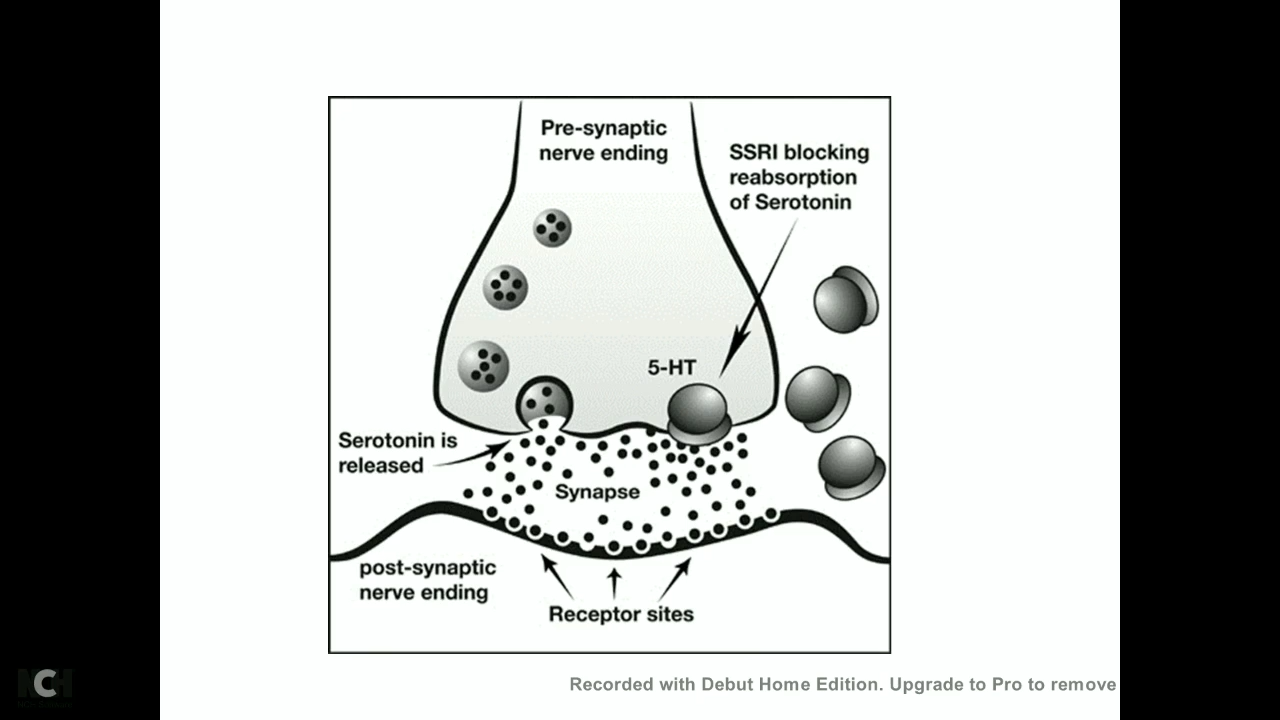 Pre-synaptic
nerve ending
SSRI blocking
reabsorption
of Serotonin
5-HT
Serotonin is
released
Synapse
post-synaptic
nerve ending
Receptor sites
NCH
Recorded with Debut Home Edition. Upgrade to Pro to remove